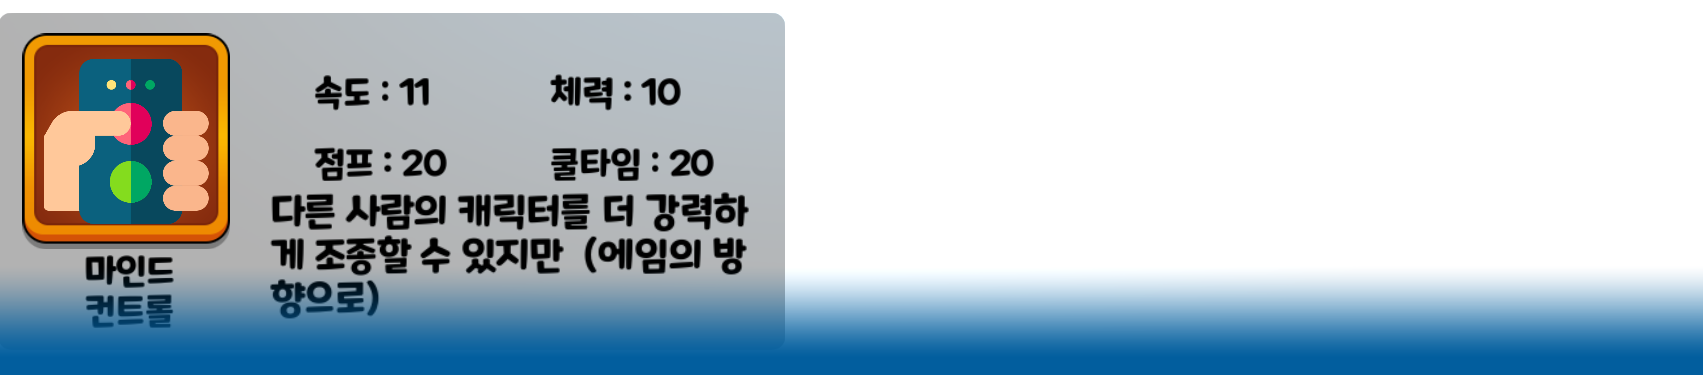 속도 : 11
체력 : 10
점프 : 20
쿨타임 : 20
다른 사람의 캐릭터를 더 강력하
게 조종할 수 있지만 (에임의 방
향으로)
마인드
컨트롤